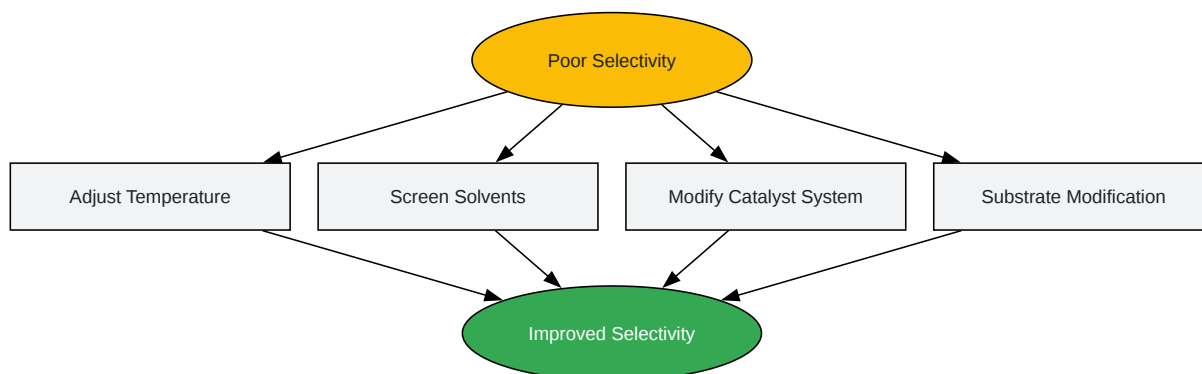 Poor Selectivity
Adjust Temperature
Screen Solvents
Modify Catalyst System
Substrate Modification
Improved Selectivity